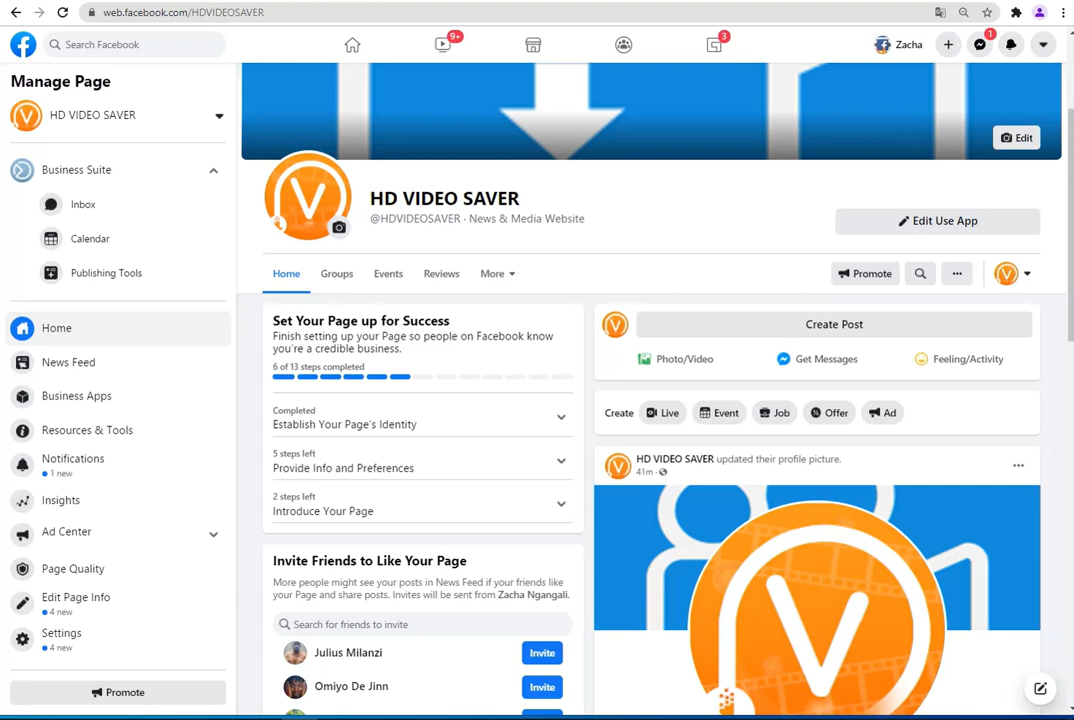 web.facebook.com/HDVIDEOSAVER
Search Facebook
9+
3
Zacha
1
Manage Page
HD VIDEO SAVER
Business Suite
Inbox
Calendar
Publishing Tools
Home
News Feed
Business Apps
Resources & Tools
Notifications
1 new
Insights
Ad Center
Page Quality
Edit Page Info
4 new
Settings
4 new
Promote
Edit
HD VIDEO SAVER
@HDVIDEOSAVER · News & Media Website
Edit Use App
Home Groups Events Reviews More
Promote
Set Your Page up for Success
Finish setting up your Page so people on Facebook know
you're a credible business.
6 of 13 steps completed
Completed
Establish Your Page's Identity
5 steps left
Provide Info and Preferences
2 steps left
Introduce Your Page
Invite Friends to Like Your Page
More people might see your posts in News Feed if your friends like
your Page and share posts. Invites will be sent from Zacha Ngangali.
Search for friends to invite
Julius Milanzi
Invite
Omiyo De Jinn
Invite
Create Post
Photo/Video
Get Messages
Feeling/Activity
Create
Live
Event
Job
Offer
Ad
HD VIDEO SAVER updated their profile picture.
41m ·